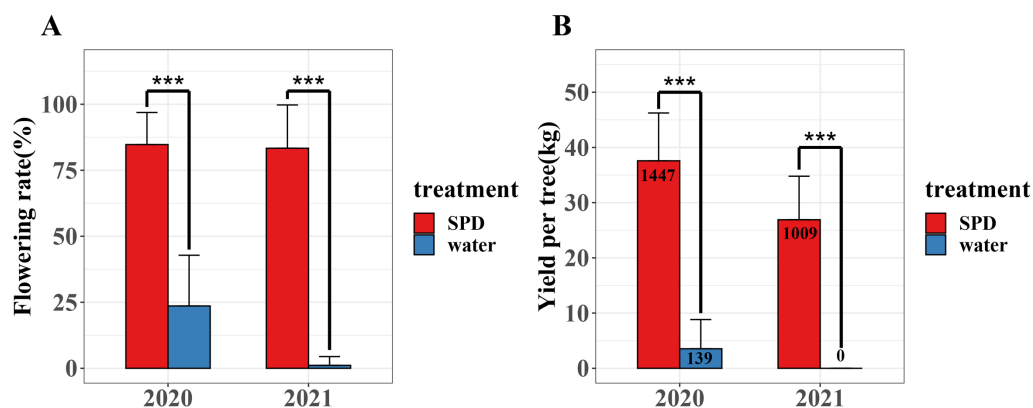 A
***
***
100
75
50
25
0
Flowering rate(%)
2020
2021
treatment
SPD
water
B
***
***
50
40
30
20
10
0
Yield per tree(kg)
1447
139
1009
0
2020
2021
treatment
SPD
water